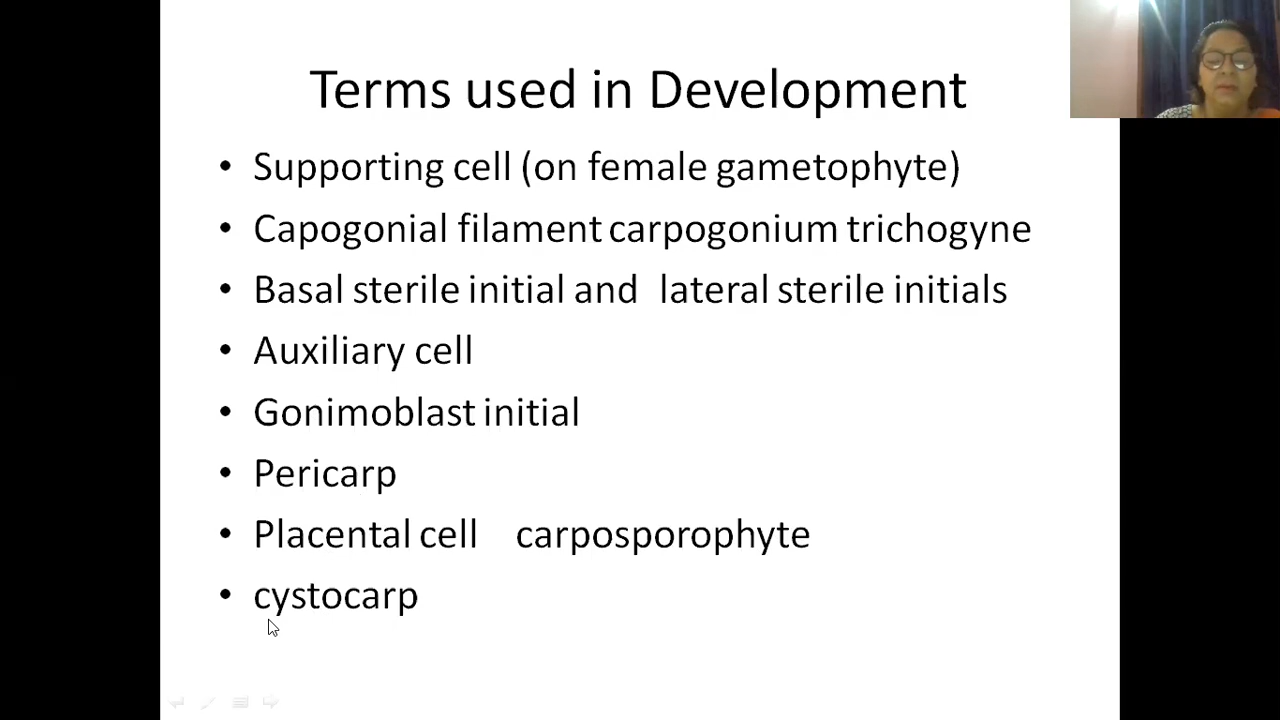 Terms used in Development
• Supporting cell (on female gametophyte)
• Capogonial filament carpogonium trichogyne
• Basal sterile initial and lateral sterile initials
• Auxiliary cell
• Gonimoblast initial
• Pericarp
• Placental cell carposporophyte
• cystocarp